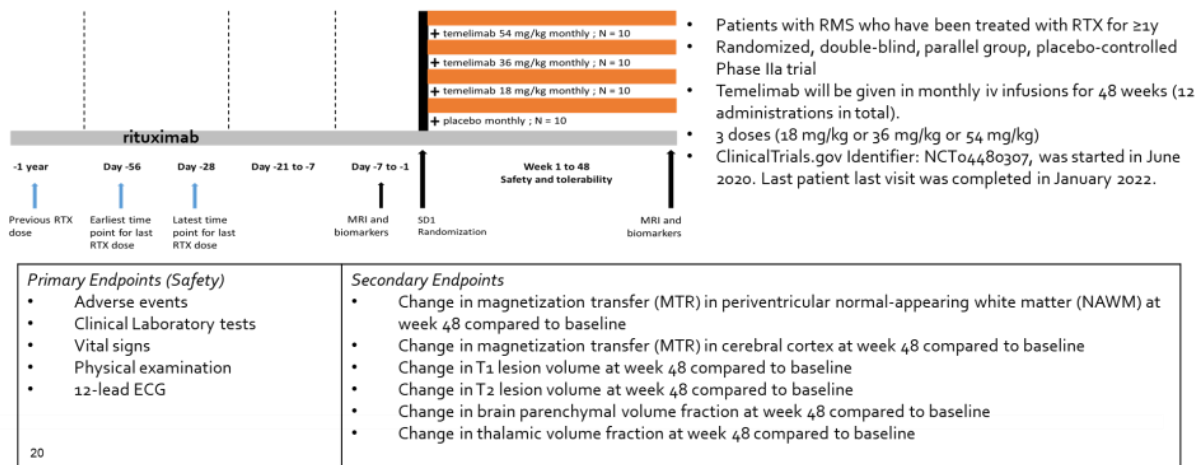 + temelimab 54 mg/kg monthly ; N = 10
+ temelimab 36 mg/kg monthly ; N = 10
+ temelimab 18 mg/kg monthly ; N = 10
+ placebo monthly ; N = 10
rituximab
-1 year
Day -56
Day -28
Day -21 to -7
Day -7 to -1
Week 1 to 48
Safety and tolerability
Previous RTX
dose
Earliest time
point for last
RTX dose
Latest time
point for last
RTX dose
MRI and
biomarkers
SD1
Randomization
MRI and
biomarkers
• Patients with RMS who have been treated with RTX for ≥1y
• Randomized, double-blind, parallel group, placebo-controlled
Phase IIa trial
• Temelimab will be given in monthly iv infusions for 48 weeks (12
administrations in total).
• 3 doses (18 mg/kg or 36 mg/kg or 54 mg/kg)
• ClinicalTrials.gov Identifier: NCT04480307, was started in June
2020. Last patient last visit was completed in January 2022.
Primary Endpoints (Safety)
• Adverse events
• Clinical Laboratory tests
• Vital signs
• Physical examination
• 12-lead ECG
Secondary Endpoints
• Change in magnetization transfer (MTR) in periventricular normal-appearing white matter (NAWM) at
week 48 compared to baseline
• Change in magnetization transfer (MTR) in cerebral cortex at week 48 compared to baseline
• Change in T1 lesion volume at week 48 compared to baseline
• Change in T2 lesion volume at week 48 compared to baseline
• Change in brain parenchymal volume fraction at week 48 compared to baseline
• Change in thalamic volume fraction at week 48 compared to baseline
20